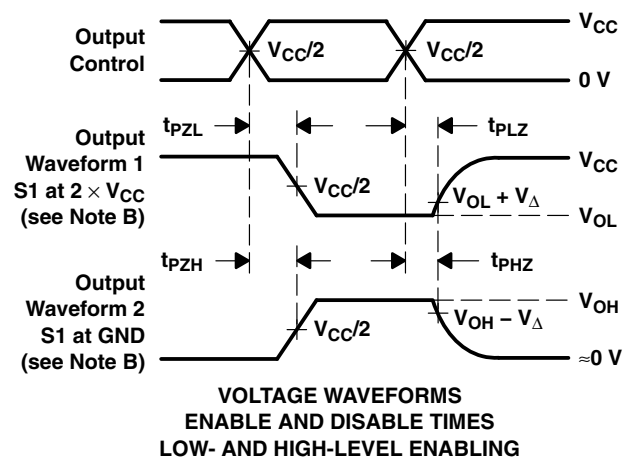 Output
Control
V_CC/2
V_CC/2
V_CC
0 V
t_PZL
t_PLZ
Output
Waveform 1
S1 at 2 × V_CC
(see Note B)
V_CC/2
V_CC
V_OL + V_Δ
V_OL
t_PZH
t_PHZ
Output
Waveform 2
S1 at GND
(see Note B)
V_CC/2
V_OH
V_OH − V_Δ
≈0 V
VOLTAGE WAVEFORMS
ENABLE AND DISABLE TIMES
LOW- AND HIGH-LEVEL ENABLING